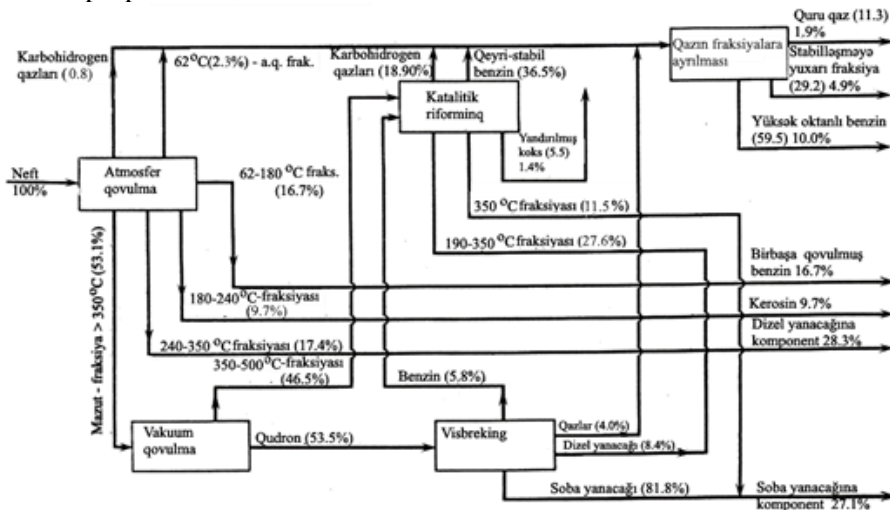 Karbohidrogen
qazları (0.8)
62°C(2.3%) - a.q. frak.
Karbohidrogen
qazları (18.90%)
Qeyri-stabil
benzin (36.5%)
Qazın fraksiyalara
ayrılması
Quru qaz (11.3)
1.9%
Stabilləşməyə
yuxarı fraksiya
(29.2) 4.9%
Yüksək oktanlı benzin
(59.5) 10.0%
Katalitik
riforminq
Yandırılmış
koks (5.5)
1.4%
Neft
100%
Atmosfer
qovulma
62-180 °C fraks.
(16.7%)
350 °C fraksiyası (11.5%)
190-350°C fraksiyası (27.6%)
Birbaşa qovulmuş
benzin 16.7%
180-240°C-fraksiyası
(9.7%)
Kerosin 9.7%
Dizel yanacağına
komponent 28.3%
240-350 °C fraksiyası (17.4%)
350-500°C-fraksiyası
(46.5%)
Mazut - fraksiya > 350°C (53.1%)
Benzin (5.8%)
Vakuum
qovulma
Qudron (53.5%)
Visbreking
Qazlar (4.0%)
Dizel yanacağı (8.4%)
Soba yanacağı (81.8%)
Soba yanacağına
komponent 27.1%